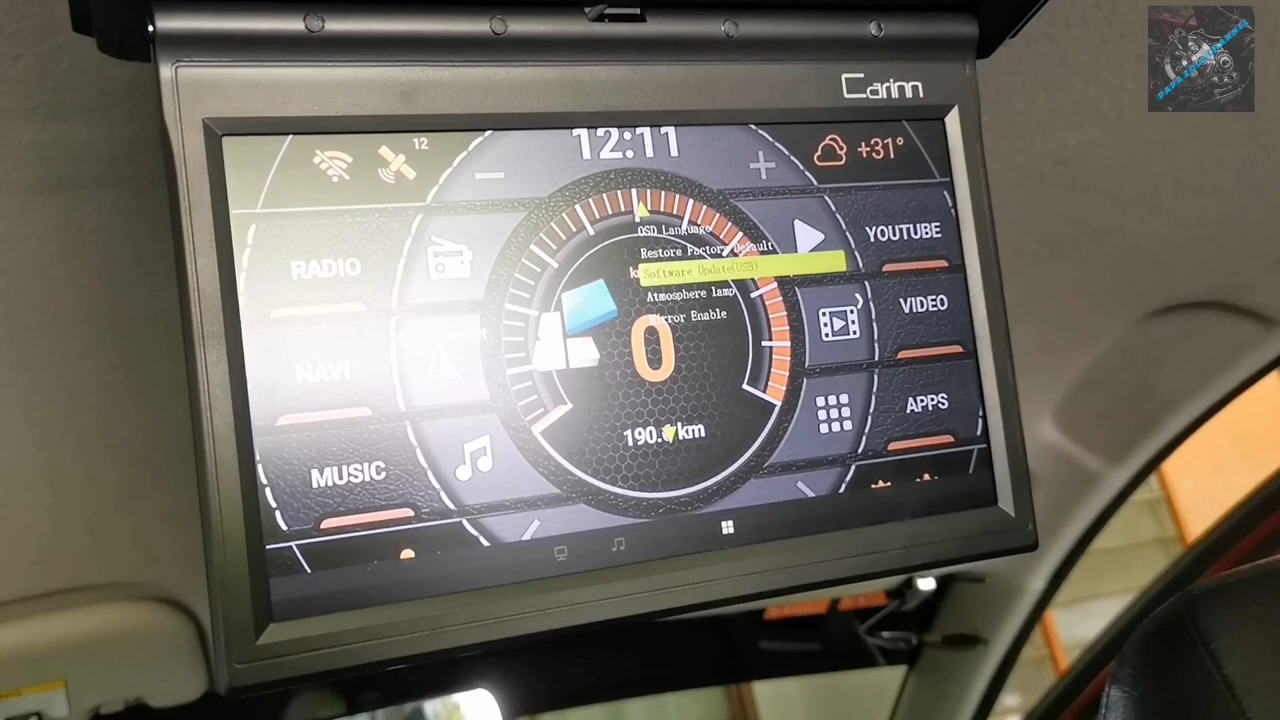 Carinn
12
12:11
+31°
RADIO
NAVI
MUSIC
OSD Language
Restore Factory Default
Software Update(USB)
Atmosphere lamp
Mirror Enable
0
km
YOUTUBE
VIDEO
APPS